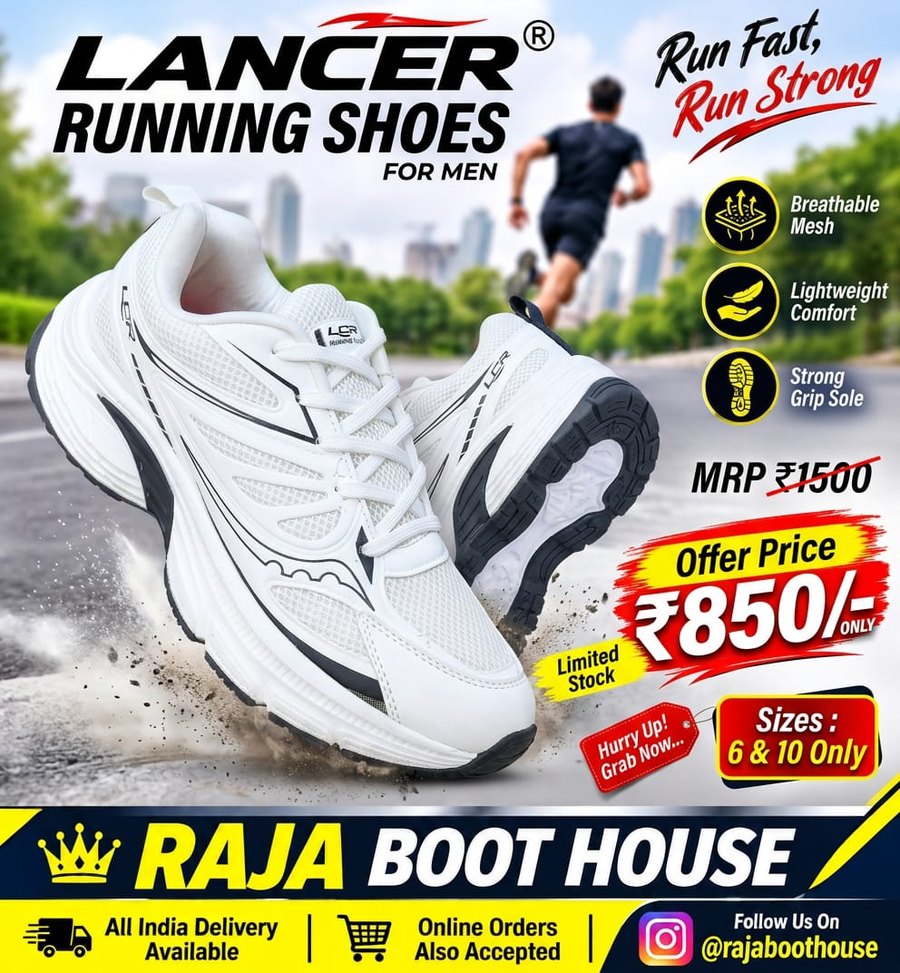 LANCER®
RUNNING SHOES
FOR MEN
Run Fast,
Run Strong
Breathable
Mesh
Lightweight
Comfort
Strong
Grip Sole
LCR
LCR
LCR
MRP ₹1500
Offer Price
₹850/-
ONLY
Limited
Stock
Hurry Up!
Grab Now...
Sizes :
6 & 10 Only
RAJA BOOT HOUSE
All India Delivery
Available
Online Orders
Also Accepted
Follow Us On
@rajaboothouse